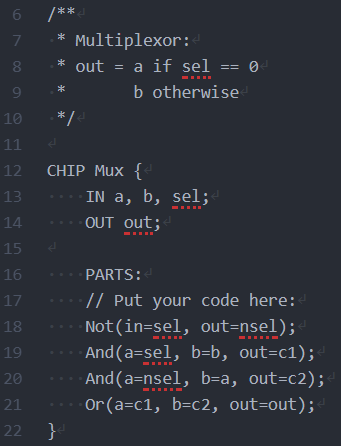 6 /**
7  * Multiplexor:
8  * out = a if sel == 0
9  *       b otherwise
10  */
11
12 CHIP Mux {
13     IN a, b, sel;
14     OUT out;
15
16     PARTS:
17     // Put your code here:
18     Not(in=sel, out=nsel);
19     And(a=sel, b=b, out=c1);
20     And(a=nsel, b=a, out=c2);
21     Or(a=c1, b=c2, out=out);
22 }